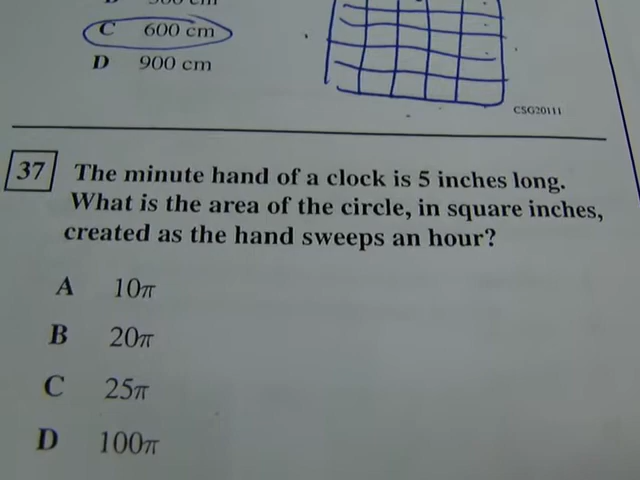 C 600 cm
D 900 cm
CSG20111
37 The minute hand of a clock is 5 inches long.
What is the area of the circle, in square inches,
created as the hand sweeps an hour?
A 10π
B 20π
C 25π
D 100π